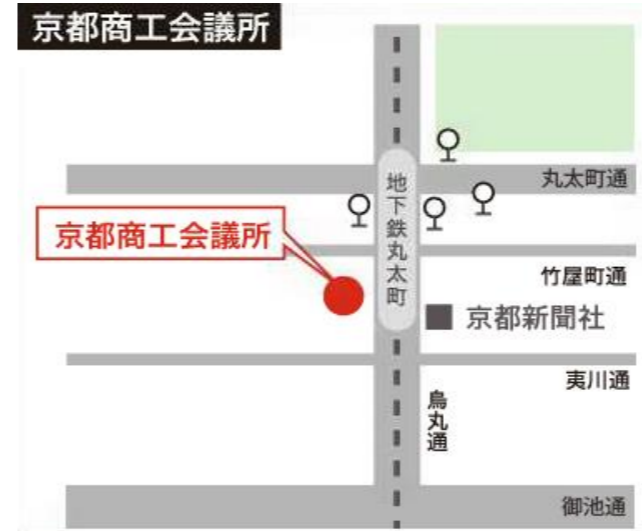 京都商工会議所
丸太町通
地下鉄丸太町
京都商工会議所
竹屋町通
京都新聞社
夷川通
烏丸通
御池通